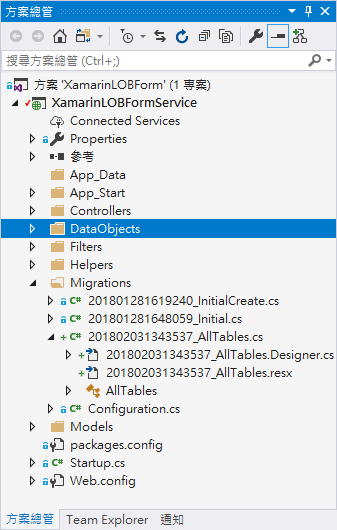 方案總管
搜尋方案總管 (Ctrl+;)
方案 'XamarinLOBForm' (1 專案)
XamarinLOBFormService
Connected Services
Properties
參考
App_Data
App_Start
Controllers
DataObjects
Filters
Helpers
Migrations
201801281619240_InitialCreate.cs
201801281648059_Initial.cs
201802031343537_AllTables.cs
201802031343537_AllTables.Designer.cs
201802031343537_AllTables.resx
AllTables
Configuration.cs
Models
packages.config
Startup.cs
Web.config
方案總管 Team Explorer 通知